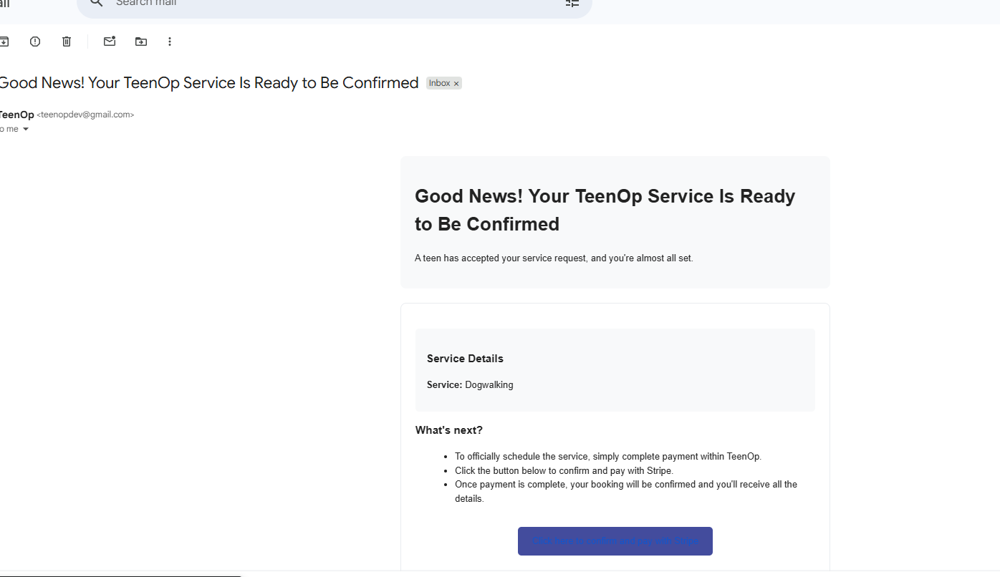 ail
Search mail
Good News! Your TeenOp Service Is Ready to Be Confirmed
Inbox ×
TeenOp <teenopdev@gmail.com>
to me
Good News! Your TeenOp Service Is Ready
to Be Confirmed
A teen has accepted your service request, and you're almost all set.
Service Details
Service: Dogwalking
What's next?
• To officially schedule the service, simply complete payment within TeenOp.
• Click the button below to confirm and pay with Stripe.
• Once payment is complete, your booking will be confirmed and you'll receive all the
details.
Click here to confirm and pay with Stripe